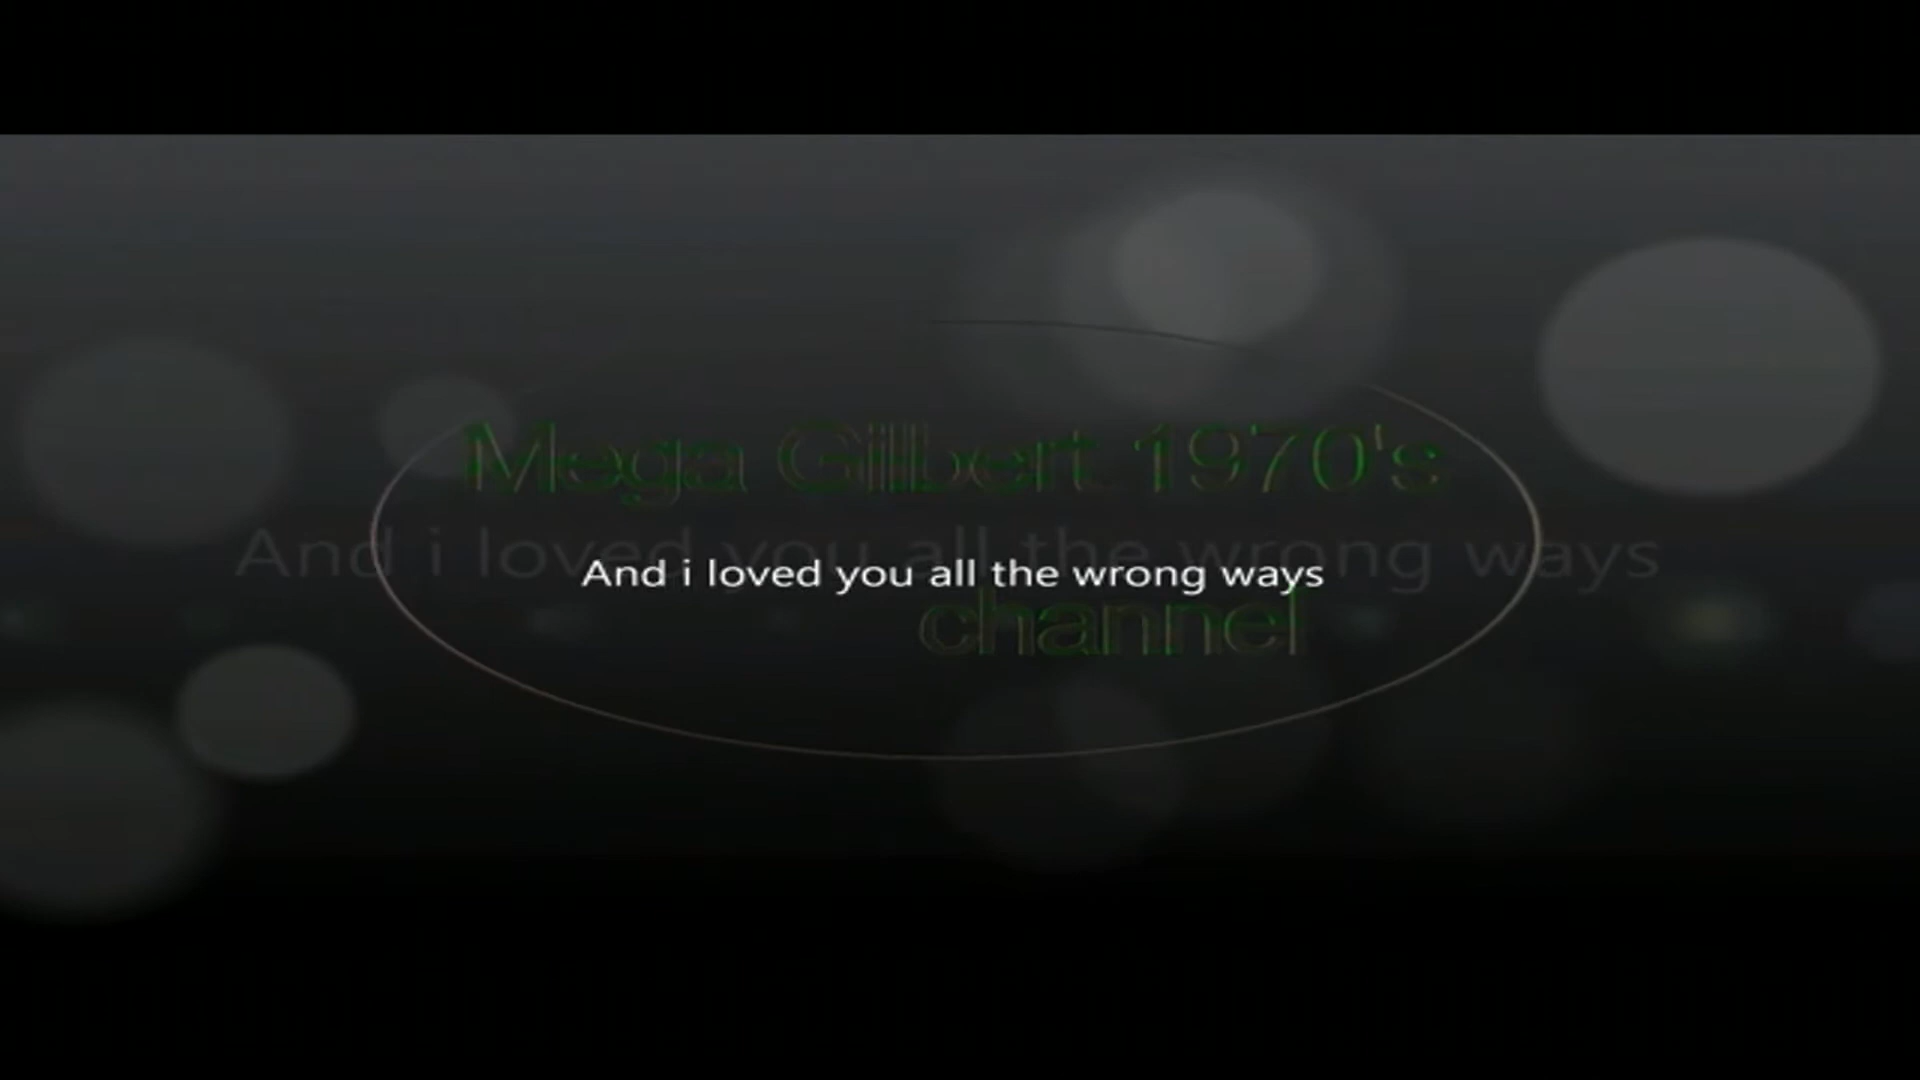 Mega Gilbert 1970's
And i loved you all the wrong ways
And i loved you all the wrong ways
channel